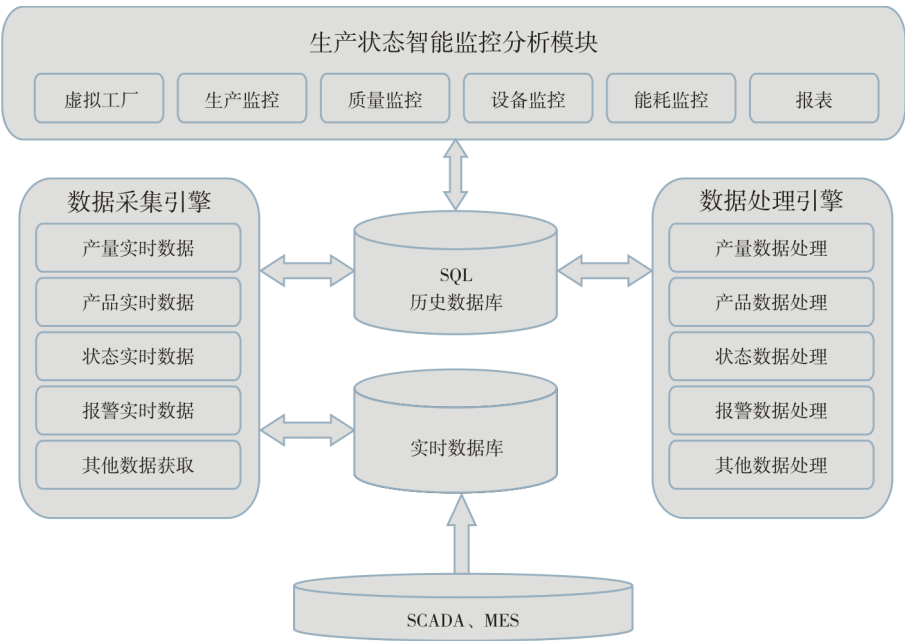 生产状态智能监控分析模块
虚拟工厂
生产监控
质量监控
设备监控
能耗监控
报表
数据采集引擎
产量实时数据
产品实时数据
状态实时数据
报警实时数据
其他数据获取
SQL
历史数据库
实时数据库
数据处理引擎
产量数据处理
产品数据处理
状态数据处理
报警数据处理
其他数据处理
SCADA、MES